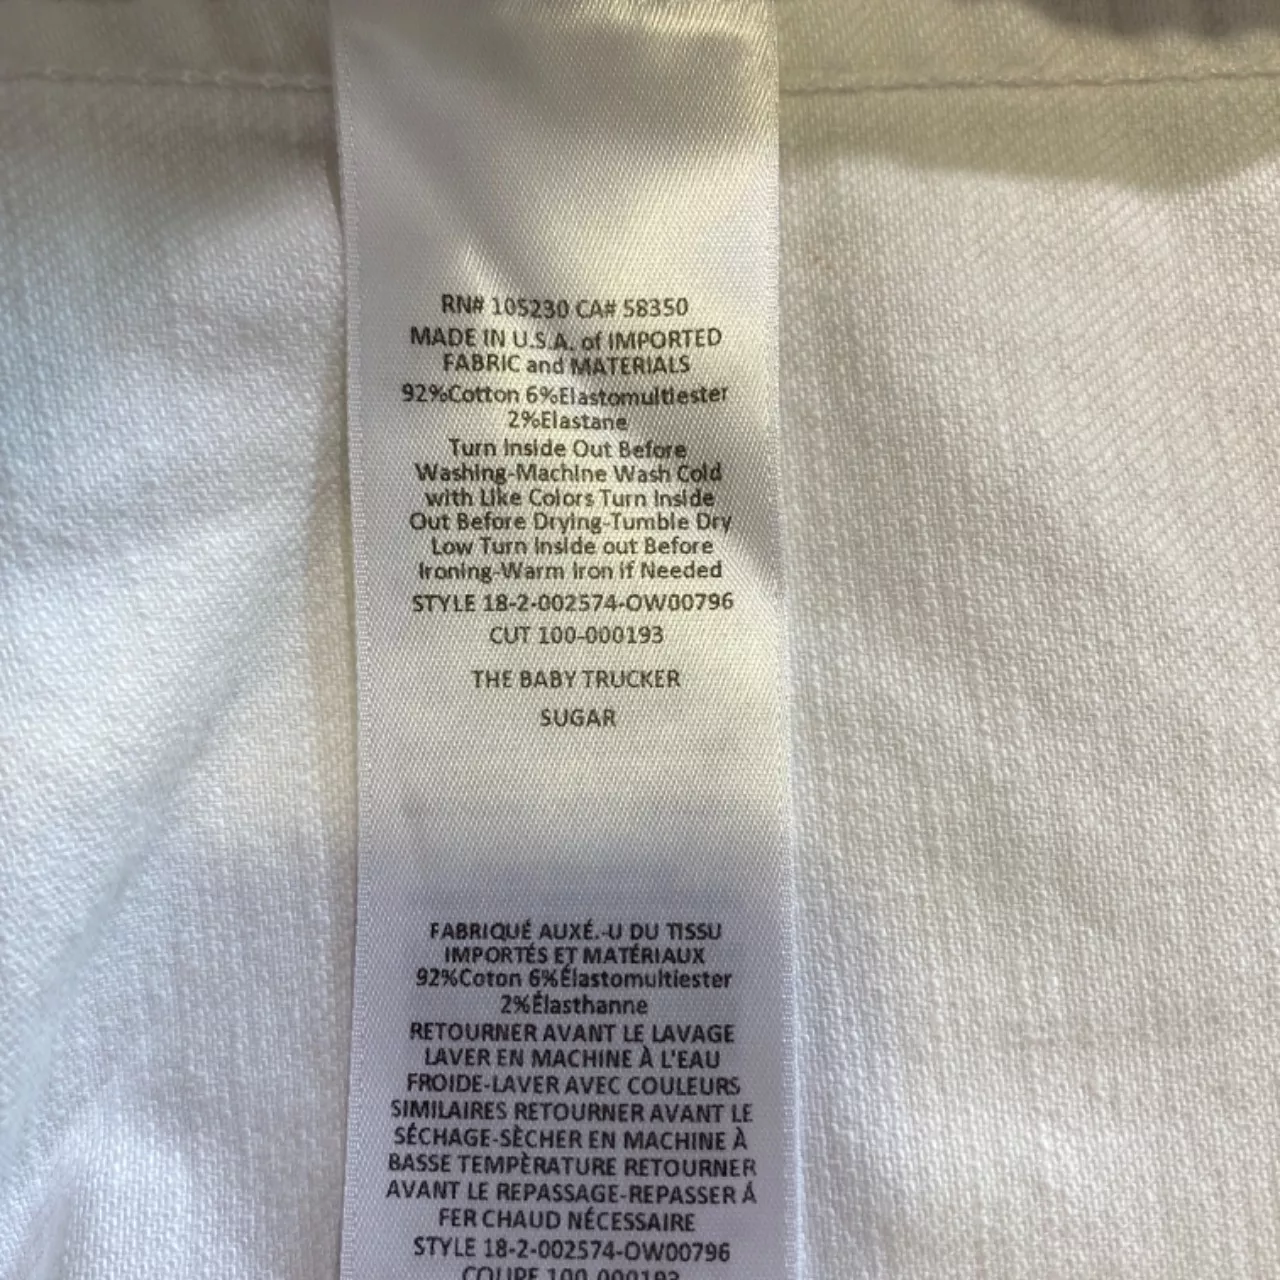 RN# 105230 CA# 58350
MADE IN U.S.A. of IMPORTED
FABRIC and MATERIALS
92%Cotton 6%Elastomultiester
2%Elastane
Turn Inside Out Before
Washing-Machine Wash Cold
with Like Colors Turn Inside
Out Before Drying-Tumble Dry
Low Turn Inside out Before
Ironing-Warm Iron if Needed
STYLE 18-2-002574-OW00796
CUT 100-000193
THE BABY TRUCKER
SUGAR
FABRIQUÉ AUXÉ.-U DU TISSU
IMPORTÉS ET MATÉRIAUX
92%Coton 6%Élastomultiester
2%Élasthanne
RETOURNER AVANT LE LAVAGE
LAVER EN MACHINE À L'EAU
FROIDE-LAVER AVEC COULEURS
SIMILAIRES RETOURNER AVANT LE
SÉCHAGE-SÈCHER EN MACHINE À
BASSE TEMPÈRATURE RETOURNER
AVANT LE REPASSAGE-REPASSER Á
FER CHAUD NÉCESSAIRE
STYLE 18-2-002574-OW00796
COUPE 100-000193